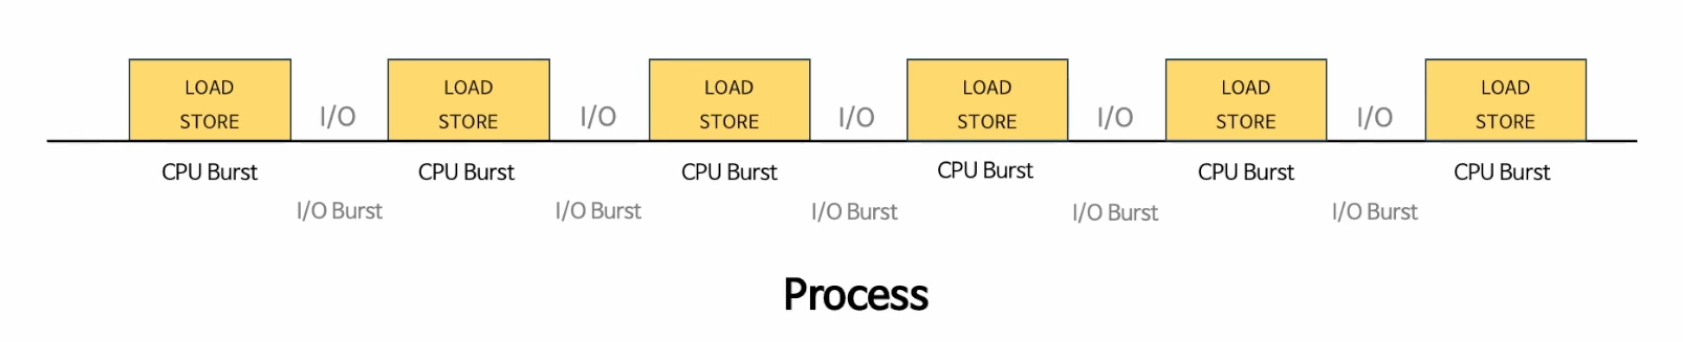 LOAD LOAD LOAD LOAD LOAD LOAD
I/O I/O I/O I/O I/O
STORE STORE STORE STORE STORE STORE
CPU Burst CPU Burst CPU Burst CPU Burst CPU Burst CPU Burst
I/O Burst I/O Burst I/O Burst I/O Burst I/O Burst
Process